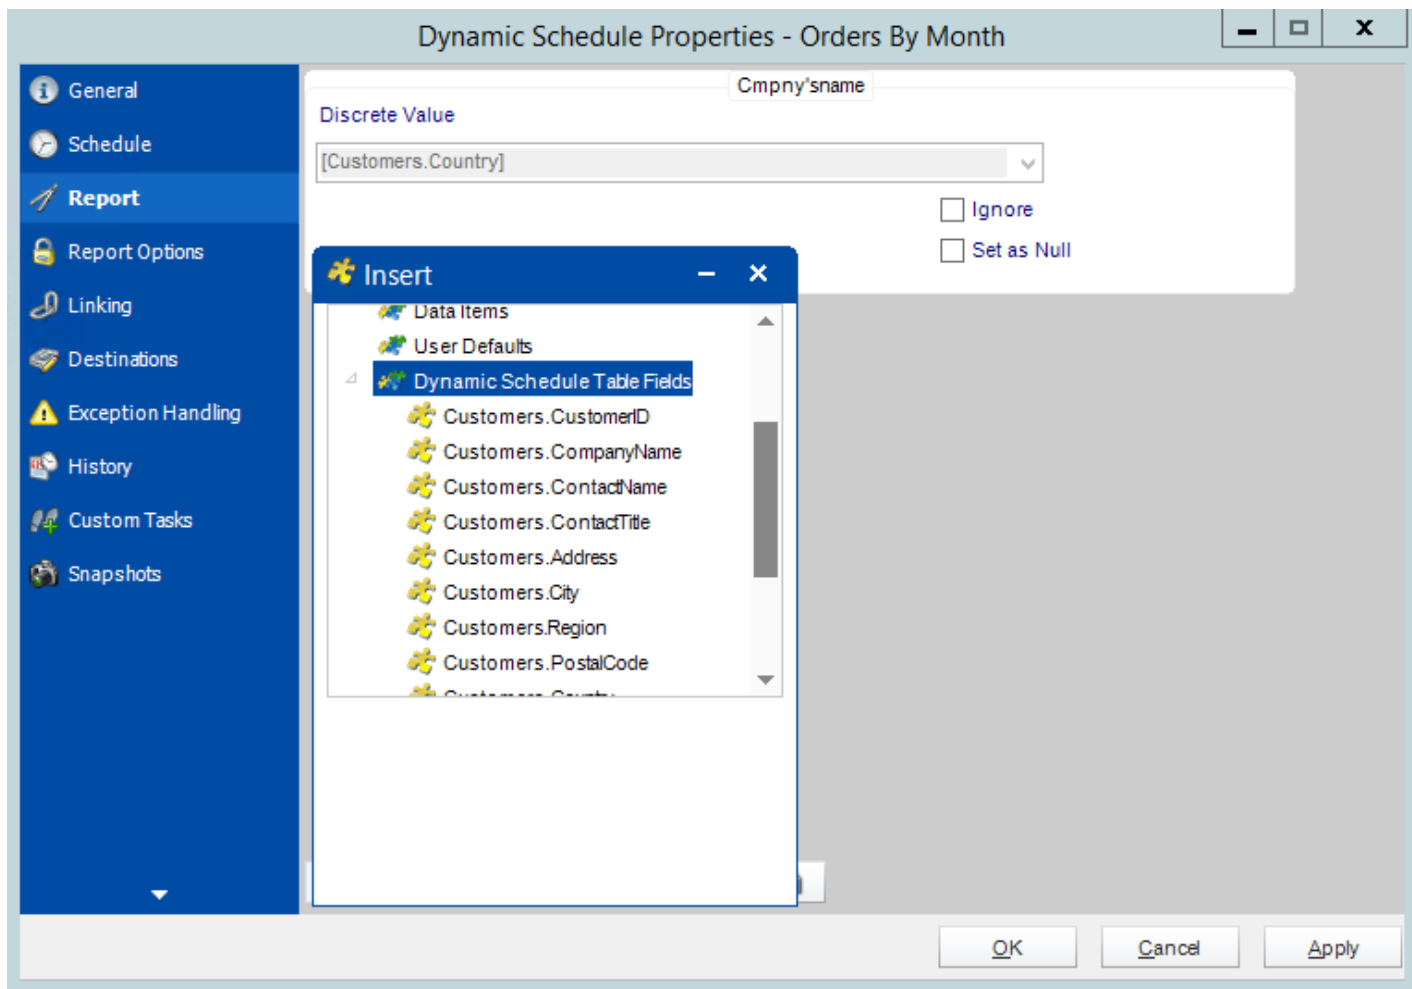 Dynamic Schedule Properties - Orders By Month
General
Schedule
Report
Report Options
Linking
Destinations
Exception Handling
History
Custom Tasks
Snapshots
Cmpny'sname
Discrete Value
[Customers.Country]
Ignore
Set as Null
Insert
Data Items
User Defaults
Dynamic Schedule Table Fields
Customers.CustomerID
Customers.CompanyName
Customers.ContactName
Customers.ContactTitle
Customers.Address
Customers.City
Customers.Region
Customers.PostalCode
OK
Cancel
Apply